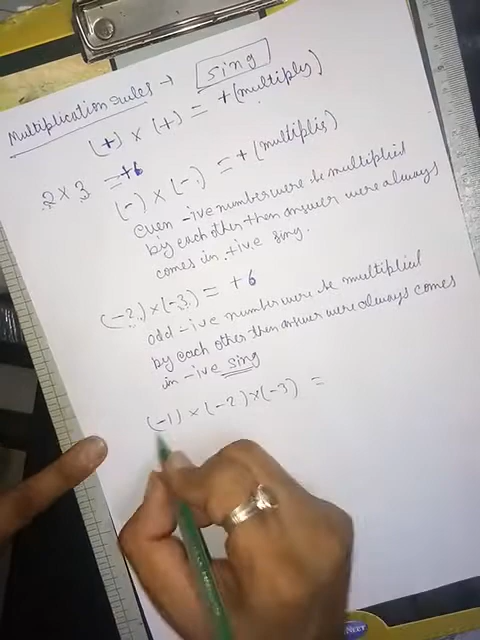 Multiplication rules → sing
(+) × (+) = + (multiply)
2 × 3 = +6
(-) × (-) = + (multiplis)
even -ive number were be multiplied
by each other then answer were always
comes in +ive sing.
(-2) × (-3) = +6
odd -ive number were be multiplied
by each other then answer were always comes
in -ive sing
(-1) × (-2) × (-3) =
NEET